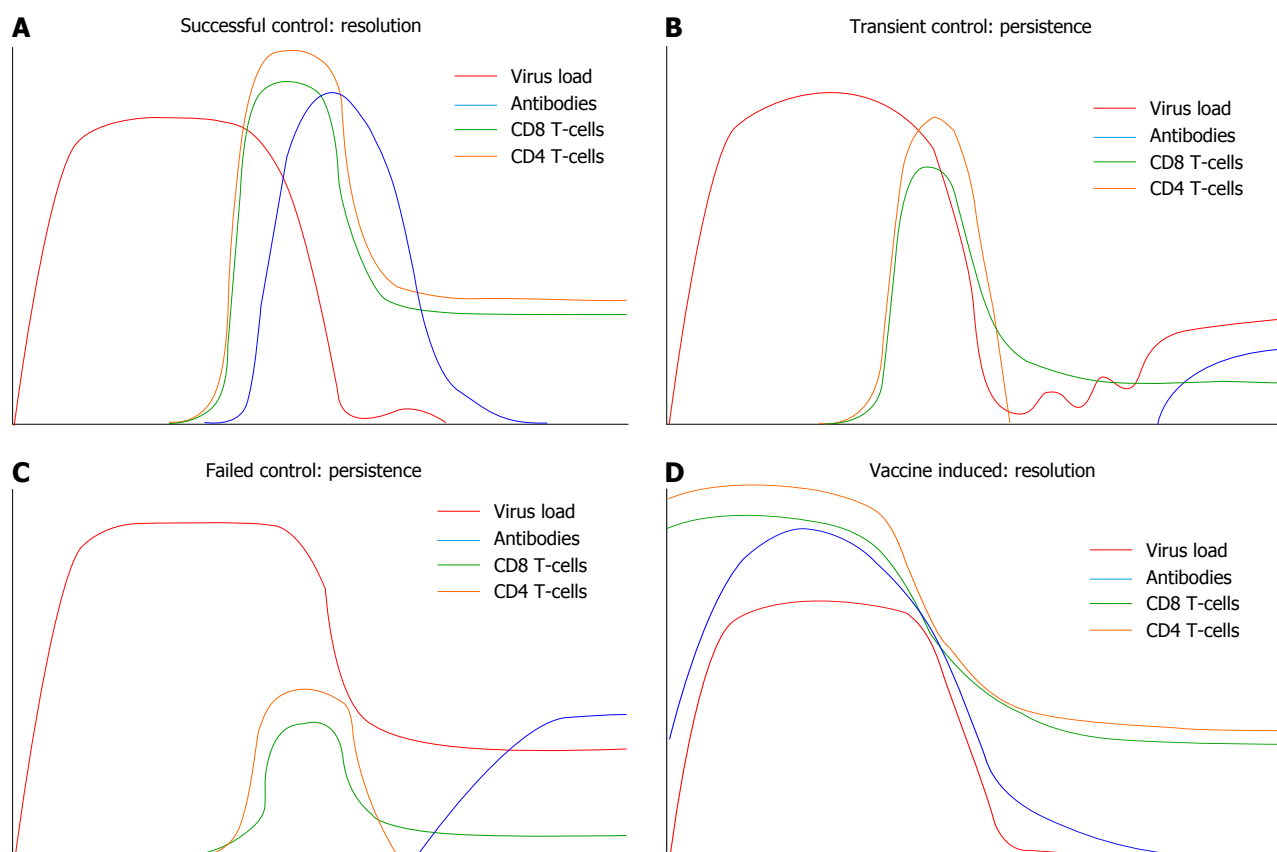 A
Successful control: resolution
Virus load
Antibodies
CD8 T-cells
CD4 T-cells
B
Transient control: persistence
Virus load
Antibodies
CD8 T-cells
CD4 T-cells
C
Failed control: persistence
Virus load
Antibodies
CD8 T-cells
CD4 T-cells
D
Vaccine induced: resolution
Virus load
Antibodies
CD8 T-cells
CD4 T-cells